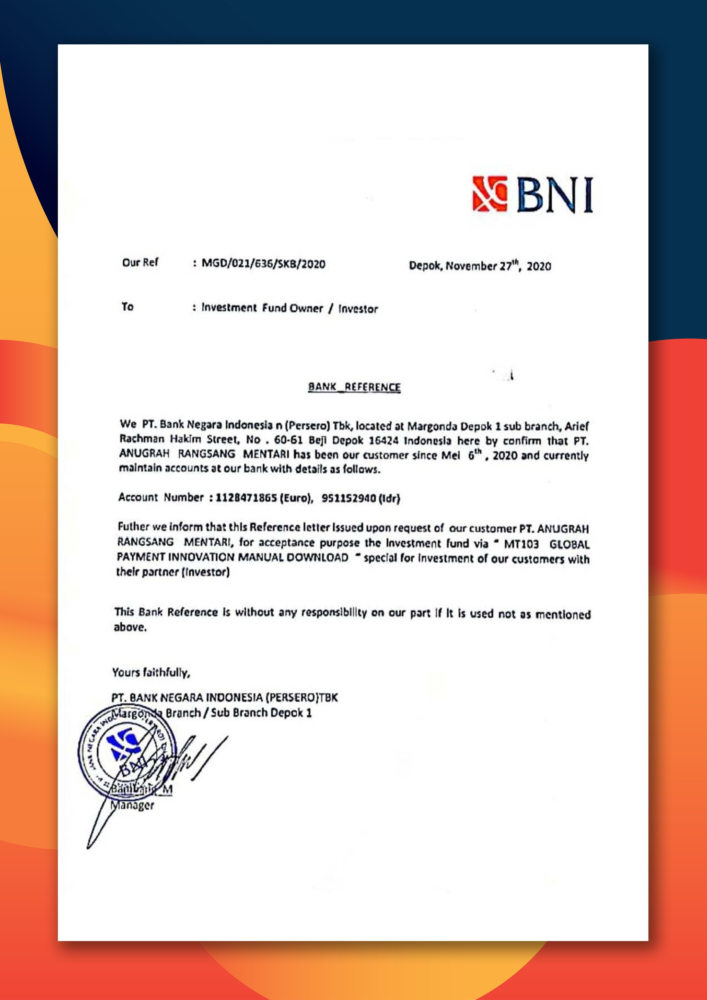 BNI
Our Ref : MGD/021/636/SKB/2020 Depok, November 27th, 2020
To : Investment Fund Owner / Investor
BANK_REFERENCE
We PT. Bank Negara Indonesia n (Persero) Tbk, located at Margonda Depok 1 sub branch, Arief
Rachman Hakim Street, No . 60-61 Beji Depok 16424 Indonesia here by confirm that PT.
ANUGRAH RANGSANG MENTARI has been our customer since Mei 6th , 2020 and currently
maintain accounts at our bank with details as follows.
Account Number : 1128471865 (Euro), 951152940 (Idr)
Futher we inform that this Reference letter issued upon request of our customer PT. ANUGRAH
RANGSANG MENTARI, for acceptance purpose the Investment fund via " MT103 GLOBAL
PAYMENT INNOVATION MANUAL DOWNLOAD " special for investment of our customers with
their partner (Investor)
This Bank Reference is without any responsibility on our part if it is used not as mentioned
above.
Yours faithfully,
PT. BANK NEGARA INDONESIA (PERSERO)TBK
Margonda Branch / Sub Branch Depok 1
BNI
Bambang M
Manager